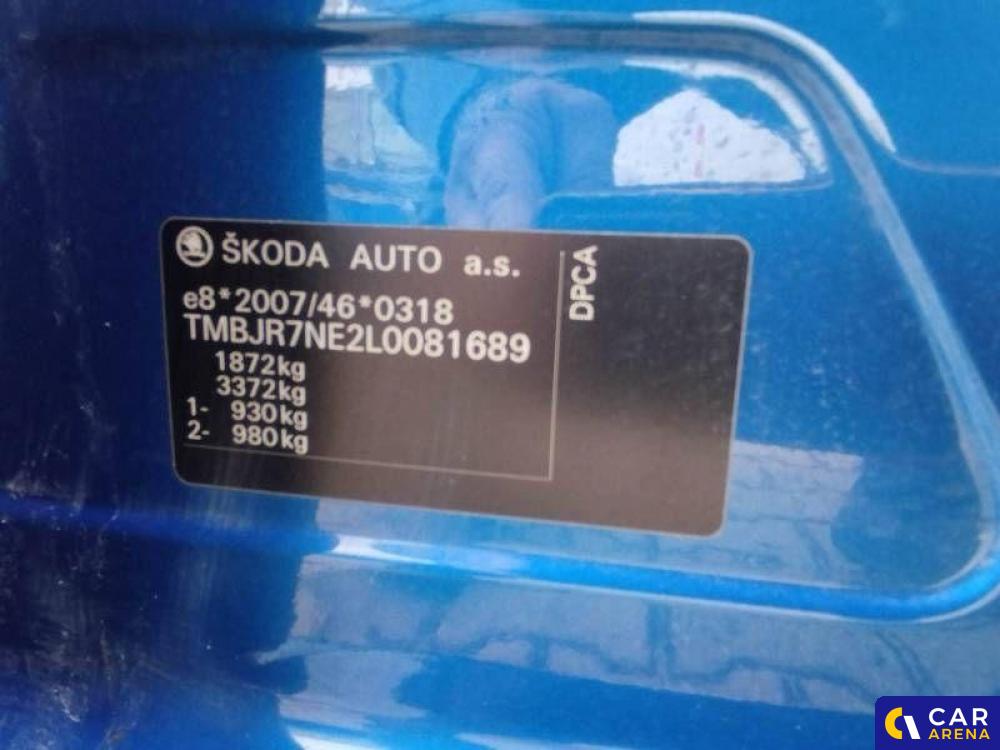 ŠKODA AUTO a.s.
e8*2007/46*0318
TMBJR7NE2L0081689
1872kg
3372kg
1- 930kg
2- 980kg
DPCA
CAR
ARENA